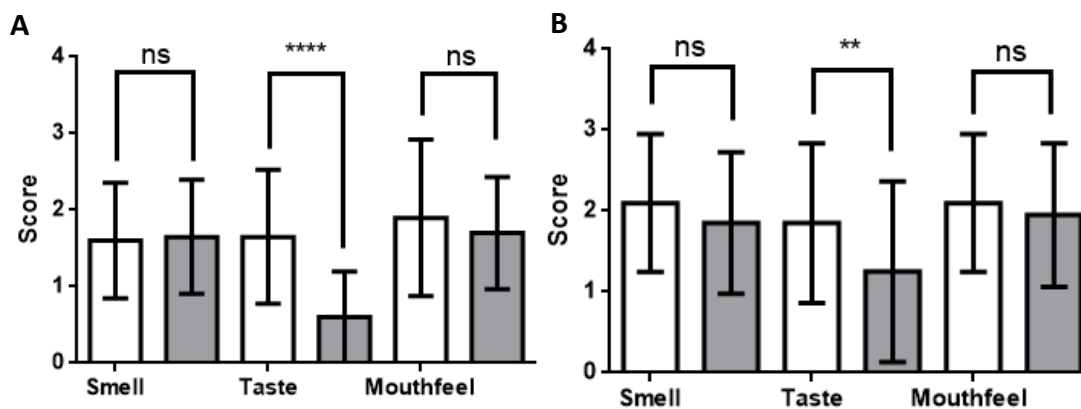 A
ns
****
ns
4
3
2
1
0
Score
Smell
Taste
Mouthfeel
B
ns
**
ns
4
3
2
1
0
Score
Smell
Taste
Mouthfeel